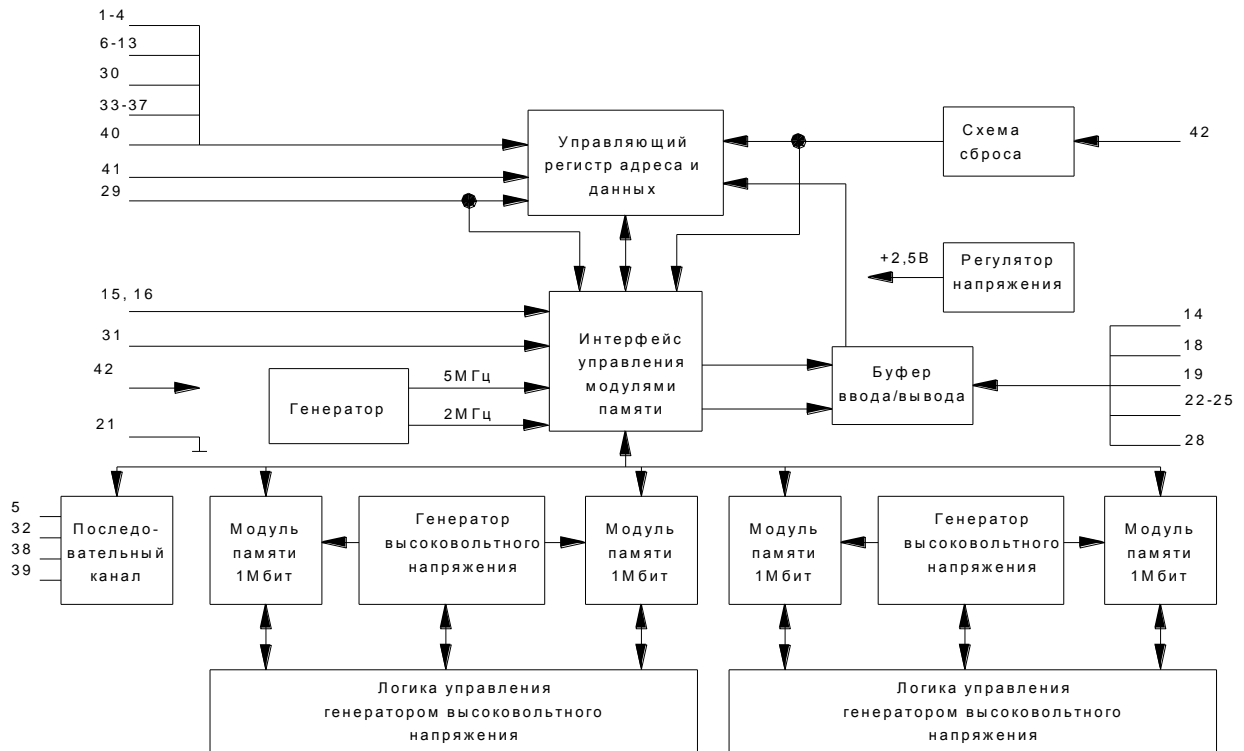 1-4
6-13
30
33-37
40
41
29
Управляющий
регистр адреса и
данных
Схема
сброса
42
+2,5В
Регулятор
напряжения
15, 16
31
42
21
Генератор
5МГц
2МГц
Интерфейс
управления
модулями
памяти
Буфер
ввода/вывода
14
18
19
22-25
28
5
32
38
39
Последо-
вательный
канал
Модуль
памяти
1Мбит
Генератор
высоковольтного
напряжения
Модуль
памяти
1Мбит
Модуль
памяти
1Мбит
Генератор
высоковольтного
напряжения
Модуль
памяти
1Мбит
Логика управления
генератором высоковольтного
напряжения
Логика управления
генератором высоковольтного
напряжения